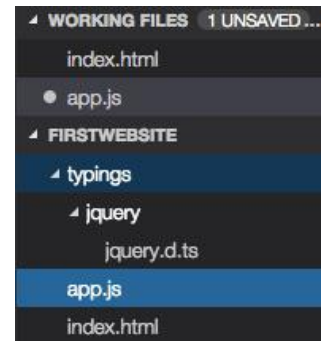 WORKING FILES 1 UNSAVED ...
index.html
app.js
FIRSTWEBSITE
typings
jquery
jquery.d.ts
app.js
index.html